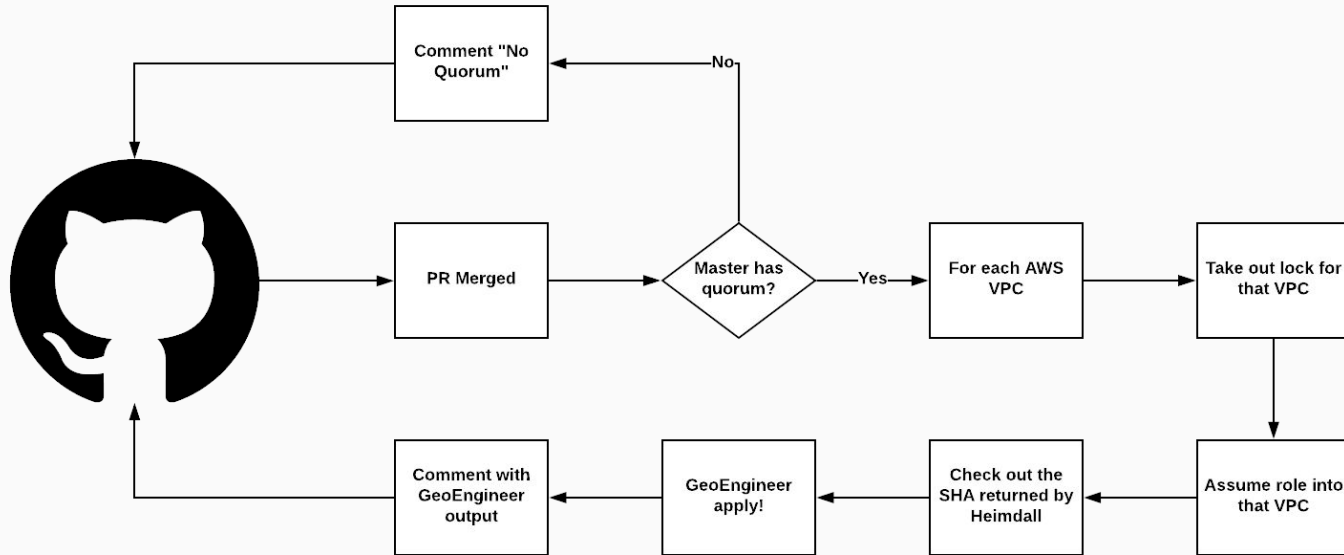 Comment "No
Quorum"
No
PR Merged
Master has
quorum?
Yes
For each AWS
VPC
Take out lock for
that VPC
Comment with
GeoEngineer
output
GeoEngineer
apply!
Check out the
SHA returned by
Heimdall
Assume role into
that VPC